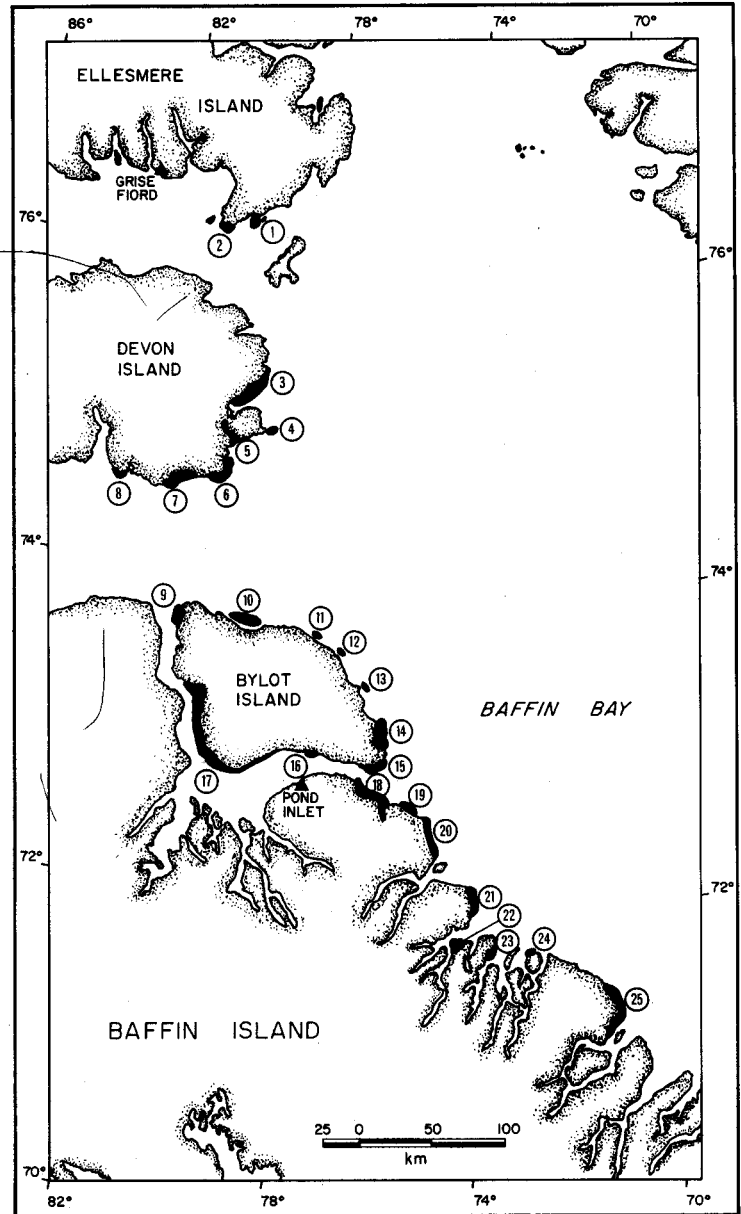 86° 82° 78° 74° 70°
ELLESMERE
ISLAND
GRISE
FIORD
76°
2 1
76°
DEVON
ISLAND
3
4
5
8 7 6
74°
74°
9 10
11
12
BYLOT
ISLAND
13
BAFFIN BAY
14
16 15
17 18
POND
INLET
19
20
72°
72°
21
22
23 24
25
BAFFIN ISLAND
25 0 50 100
km
70°
82° 78° 74° 70°